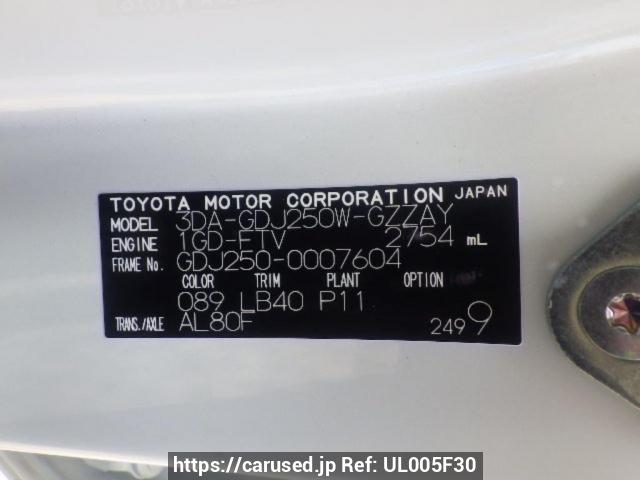 TOYOTA MOTOR CORPORATION JAPAN
MODEL 3DA-GDJ250W-GZZAY
ENGINE 1GD-FTV 2754 mL
FRAME No. GDJ250-0007604
COLOR TRIM PLANT OPTION
089 LB40 P11
TRANS./AXLE AL80F 2499
https://carused.jp Ref: UL005F30